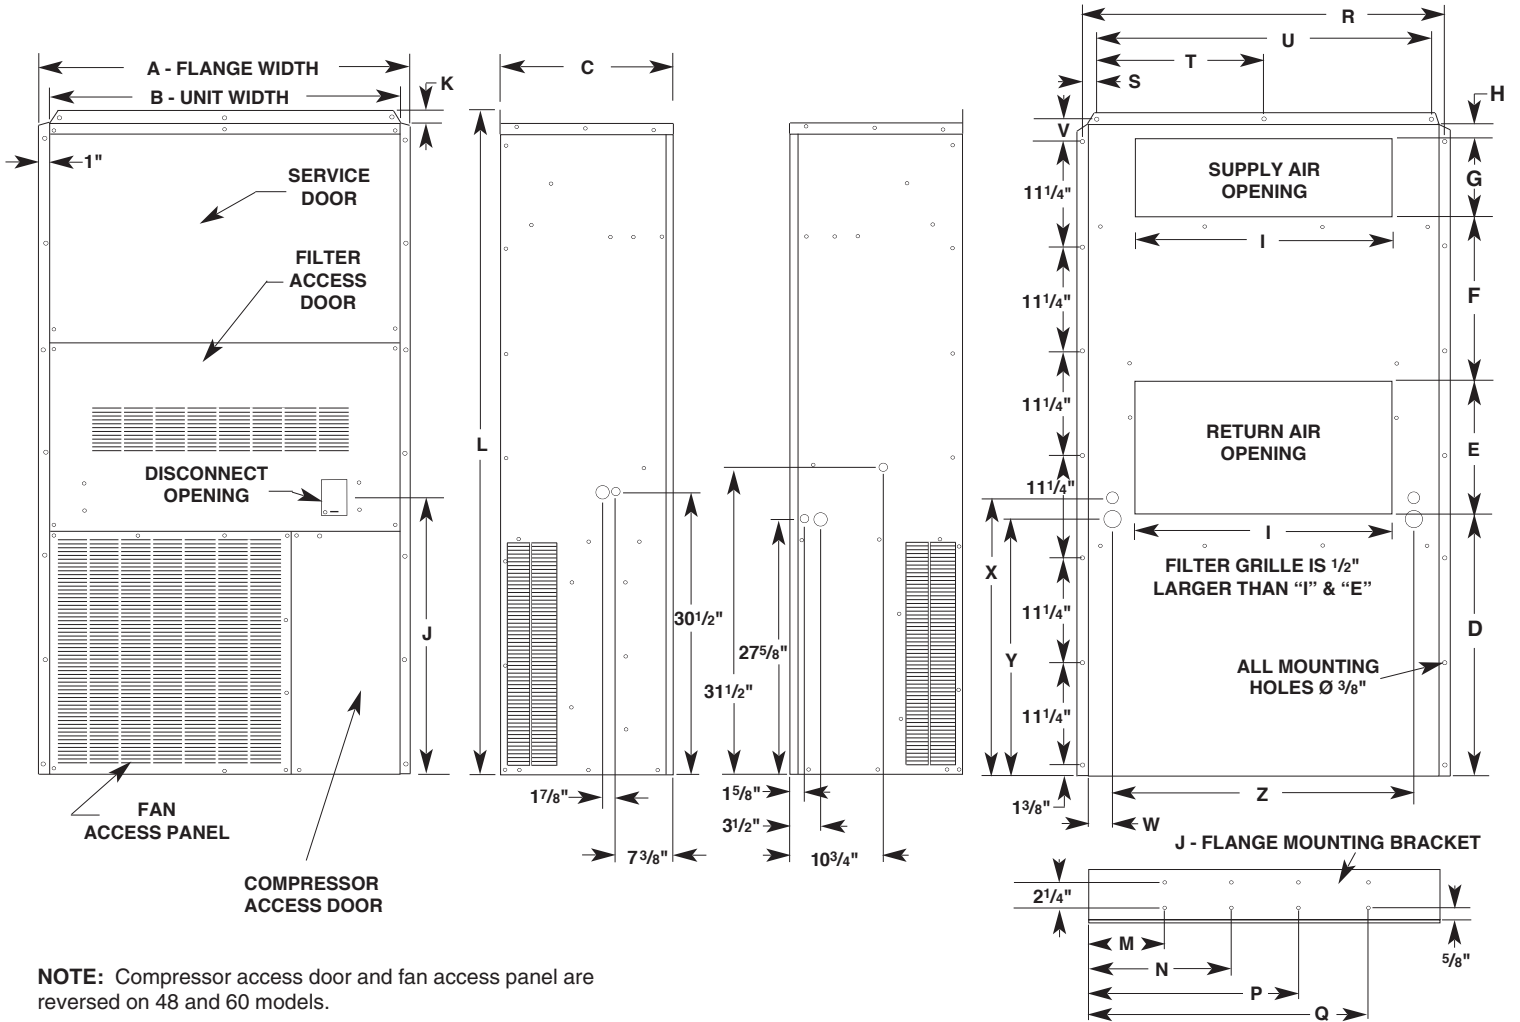 A - FLANGE WIDTH
B - UNIT WIDTH
K
1"
SERVICE
DOOR
FILTER
ACCESS
DOOR
DISCONNECT
OPENING
J
FAN
ACCESS PANEL
COMPRESSOR
ACCESS DOOR
C
L
30 1/2"
1 7/8"
7 3/8"
27 5/8"
31 1/2"
1 5/8"
3 1/2"
10 3/4"
R
U
T
S
H
V
SUPPLY AIR
OPENING
G
11 1/4"
I
11 1/4"
F
11 1/4"
RETURN AIR
OPENING
E
11 1/4"
I
X
FILTER GRILLE IS 1/2"
LARGER THAN “I” & “E”
11 1/4"
D
Y
ALL MOUNTING
HOLES Ø 3/8"
11 1/4"
1 3/8"
Z
W
J - FLANGE MOUNTING BRACKET
2 1/4"
M
5/8"
N
P
Q
NOTE: Compressor access door and fan access panel are
reversed on 48 and 60 models.